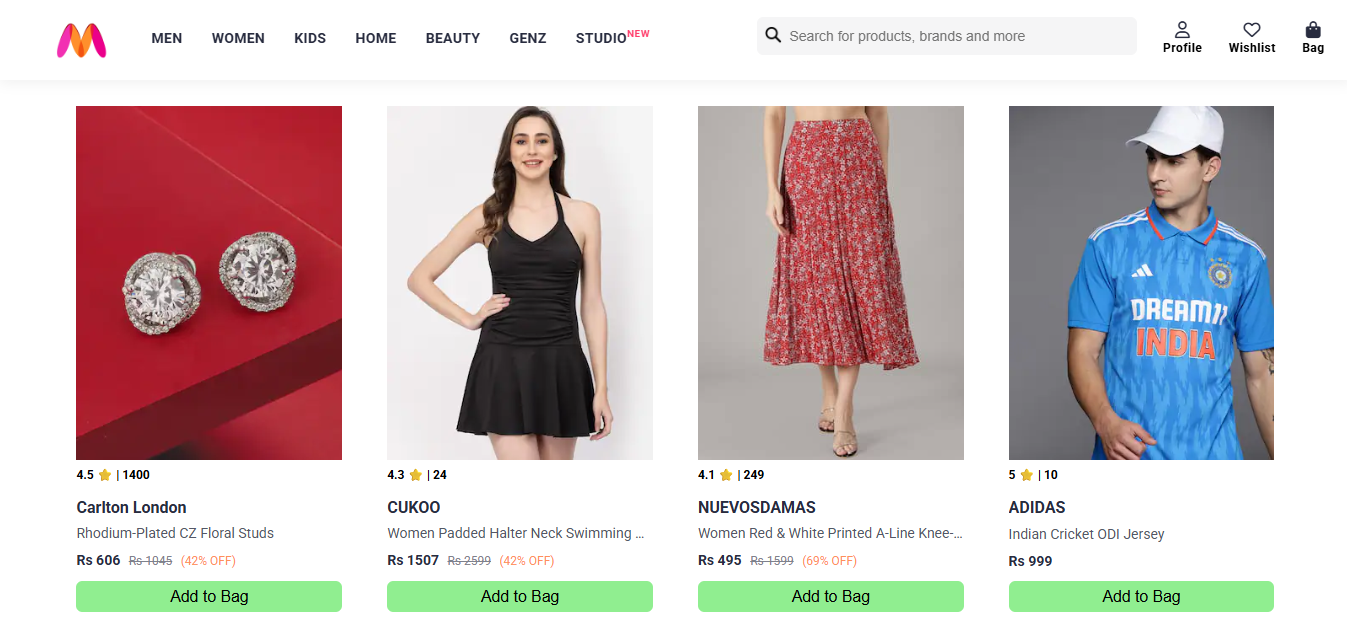 MEN WOMEN KIDS HOME BEAUTY GENZ STUDIO NEW
Search for products, brands and more
Profile Wishlist Bag
DREAM11
INDIA
4.5 ⭐ | 1400
Carlton London
Rhodium-Plated CZ Floral Studs
Rs 606 Rs 1045 (42% OFF)
Add to Bag
4.3 ⭐ | 24
CUKOO
Women Padded Halter Neck Swimming ...
Rs 1507 Rs 2599 (42% OFF)
Add to Bag
4.1 ⭐ | 249
NUEVOSDAMAS
Women Red & White Printed A-Line Knee-...
Rs 495 Rs 1599 (69% OFF)
Add to Bag
5 ⭐ | 10
ADIDAS
Indian Cricket ODI Jersey
Rs 999
Add to Bag